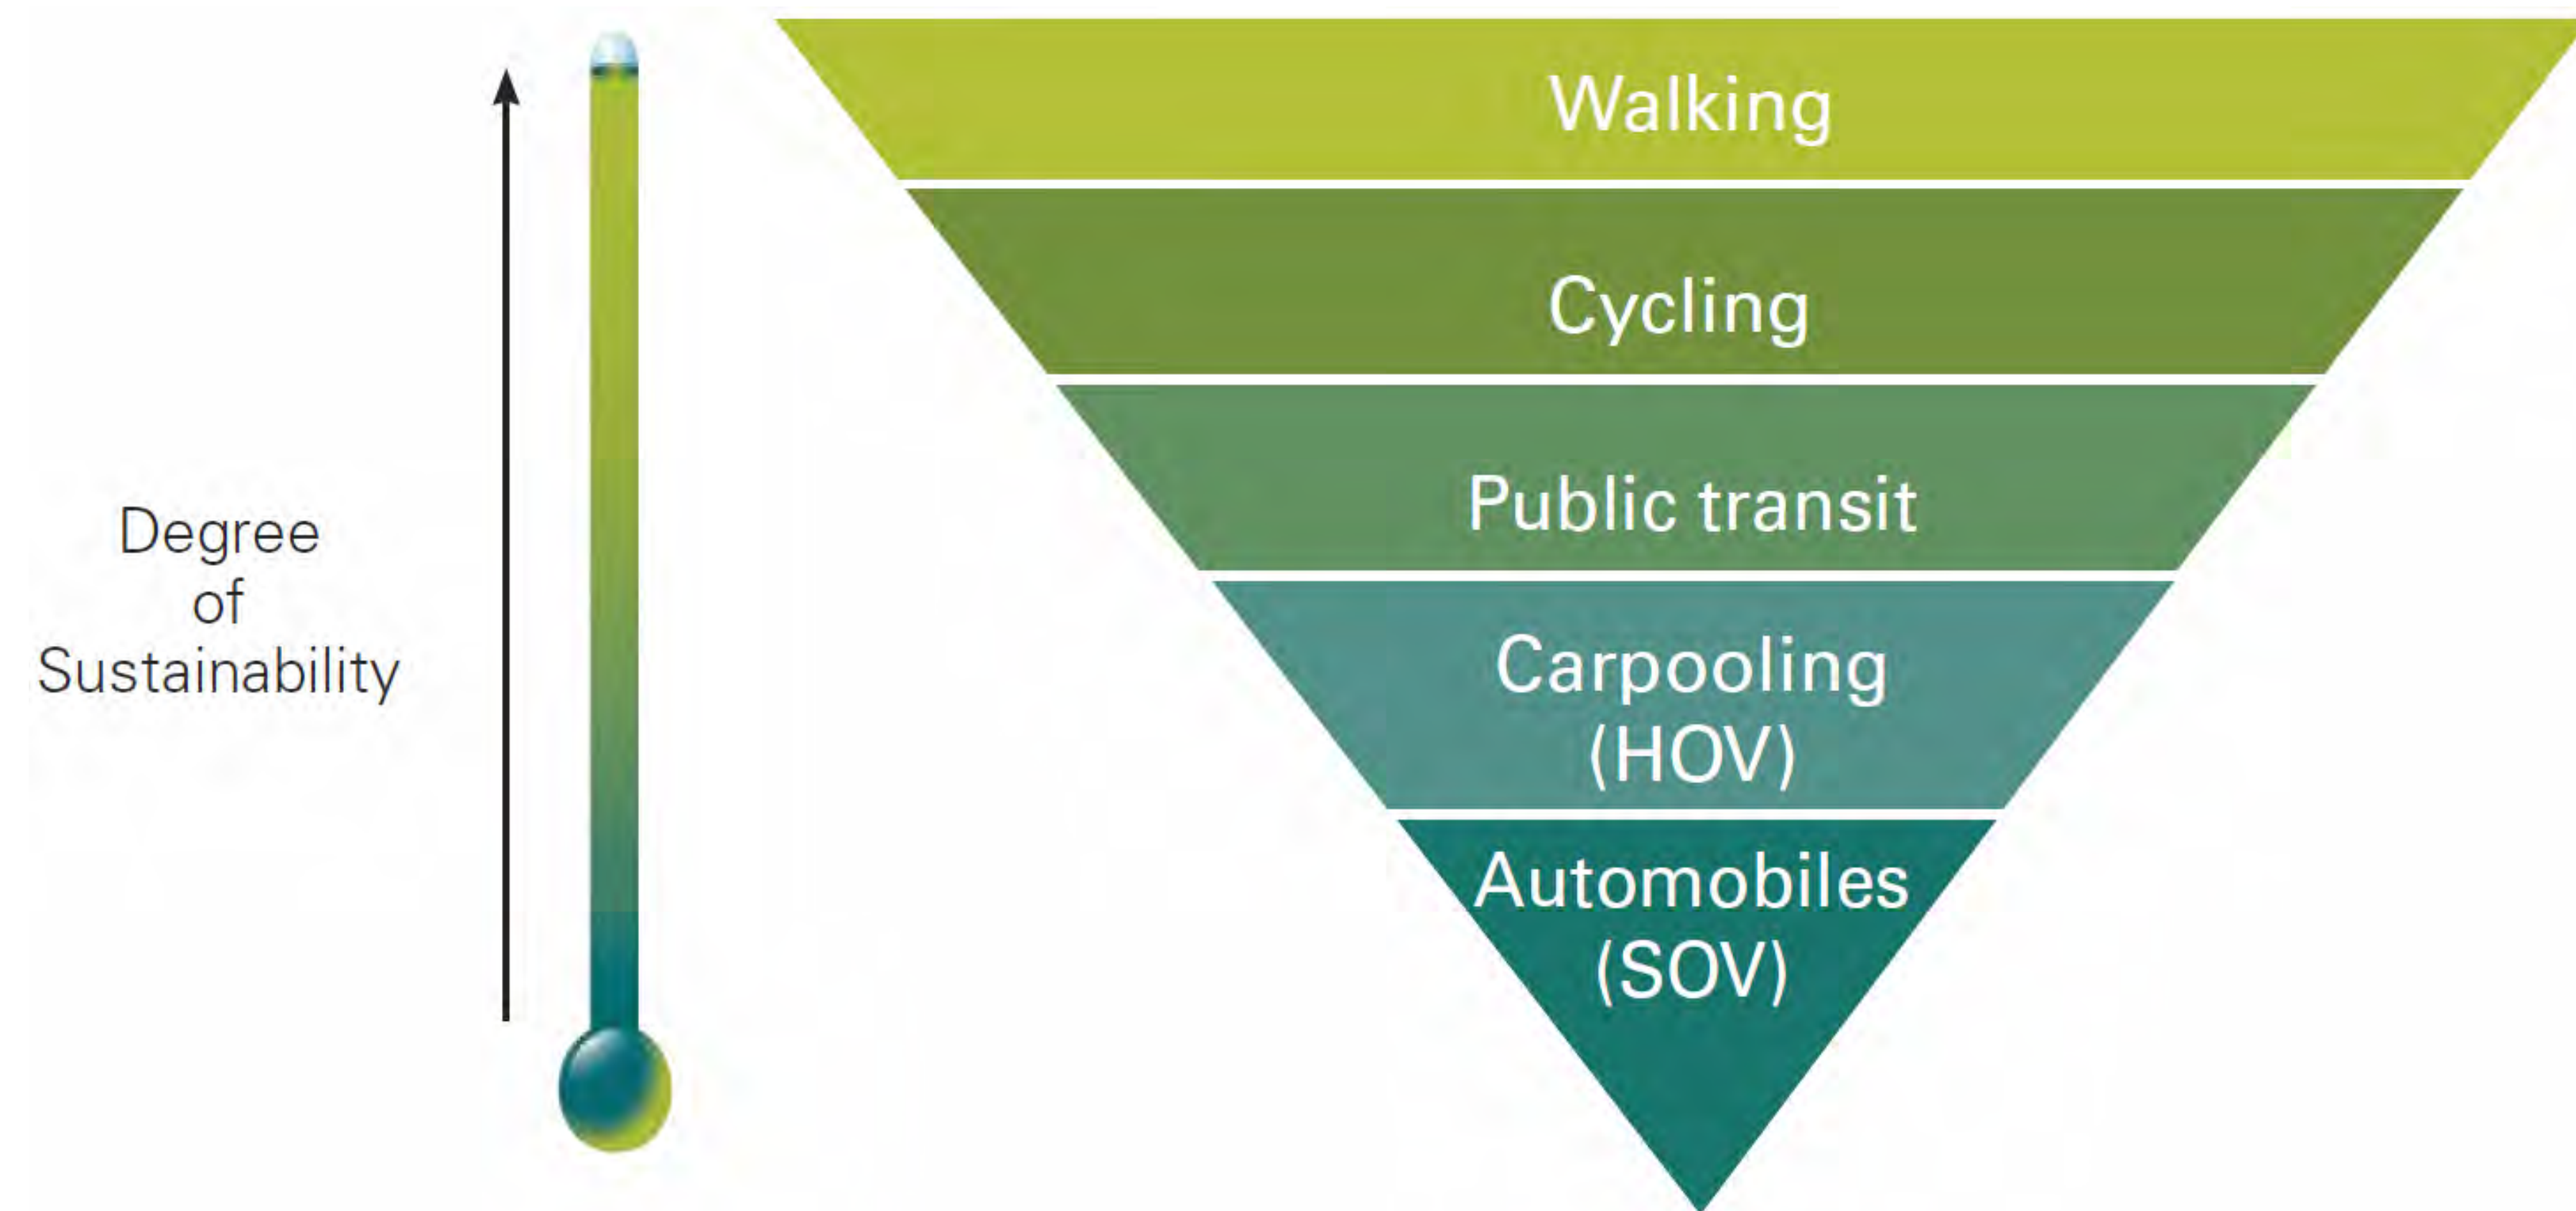 Degree
of
Sustainability
Walking
Cycling
Public transit
Carpooling
(HOV)
Automobiles
(SOV)